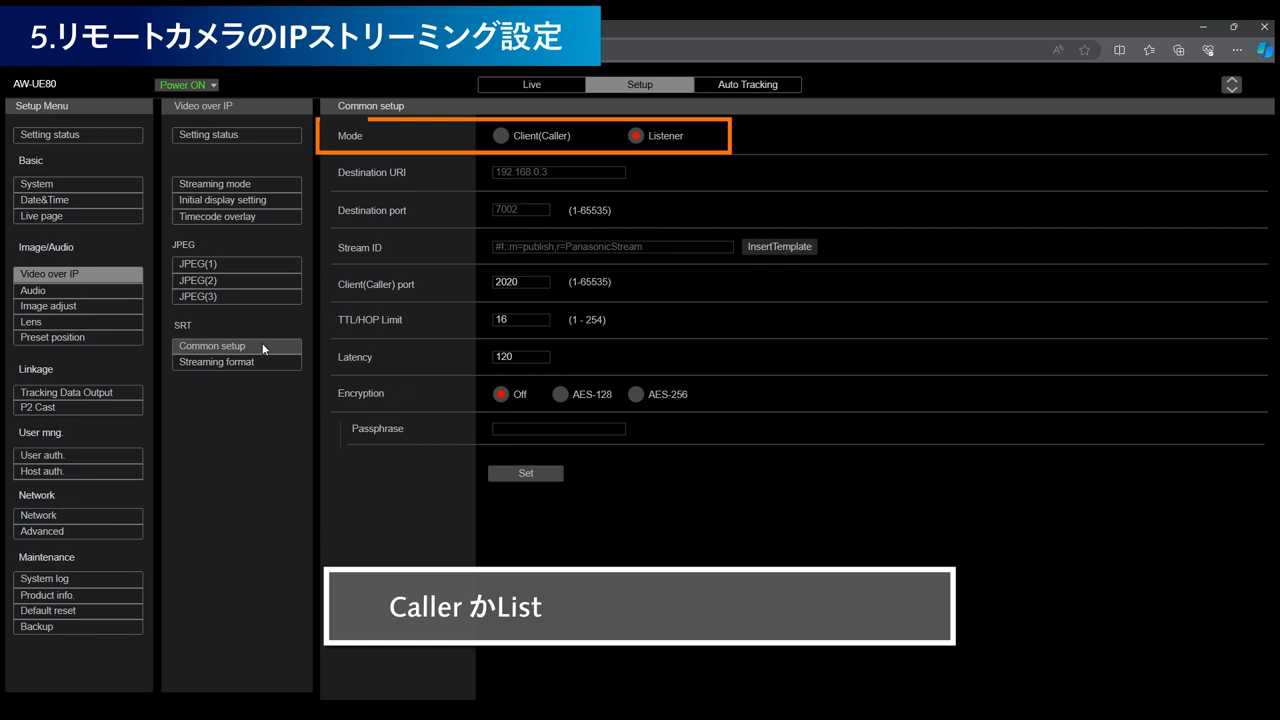 5.リモートカメラのIPストリーミング設定
AW-UE80
Power ON
Live
Setup
Auto Tracking
Setup Menu
Setting status
Basic
System
Date&Time
Live page
Image/Audio
Video over IP
Audio
Image adjust
Lens
Preset position
Linkage
Tracking Data Output
P2 Cast
User mng.
User auth.
Host auth.
Network
Network
Advanced
Maintenance
System log
Product info.
Default reset
Backup
Video over IP
Setting status
Streaming mode
Initial display setting
Timecode overlay
JPEG
JPEG(1)
JPEG(2)
JPEG(3)
SRT
Common setup
Streaming format
Common setup
Mode Client(Caller) Listener
Destination URI 192.168.0.3
Destination port 7002 (1-65535)
Stream ID #!::m=publish,r=PanasonicStream InsertTemplate
Client(Caller) port 2020 (1-65535)
TTL/HOP Limit 16 (1 - 254)
Latency 120
Encryption Off AES-128 AES-256
Passphrase
Set
Caller かList